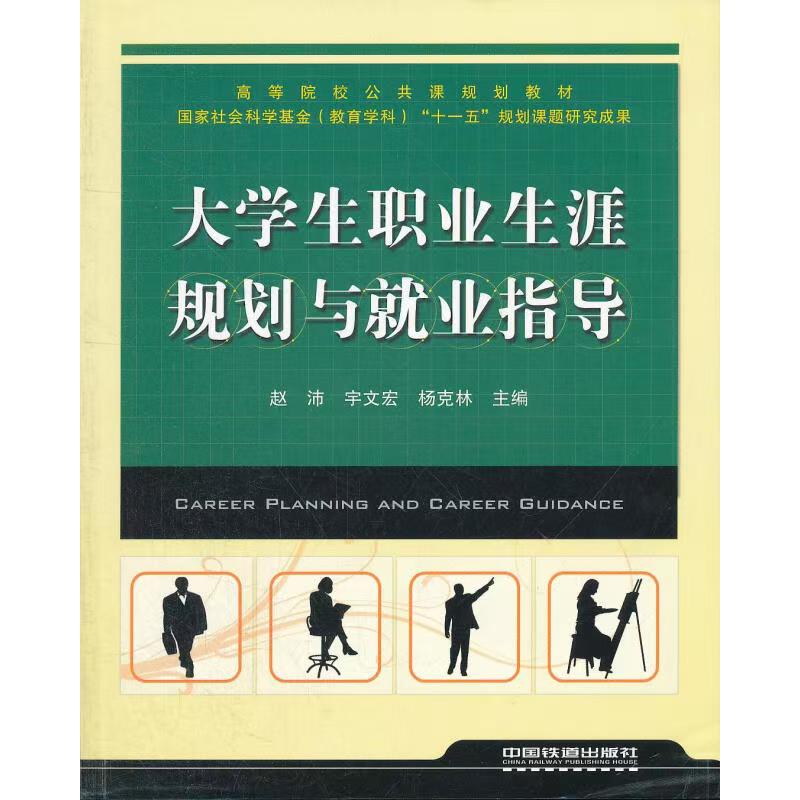 高等院校公共课规划教材
国家社会科学基金（教育学科）“十一五”规划课题研究成果
大学生职业生涯
规划与就业指导
赵 沛 宇文宏 杨克林 主编
CAREER PLANNING AND CAREER GUIDANCE
中国铁道出版社
CHINA RAILWAY PUBLISHING HOUSE